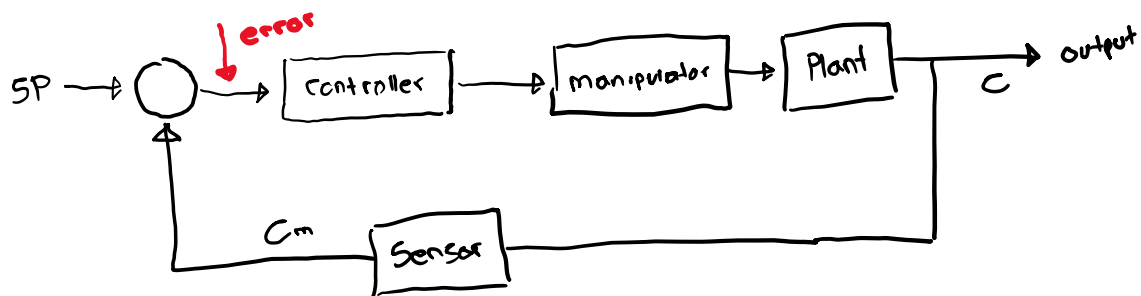 error
SP
controller
manipulator
Plant
output
C
Cm
Sensor